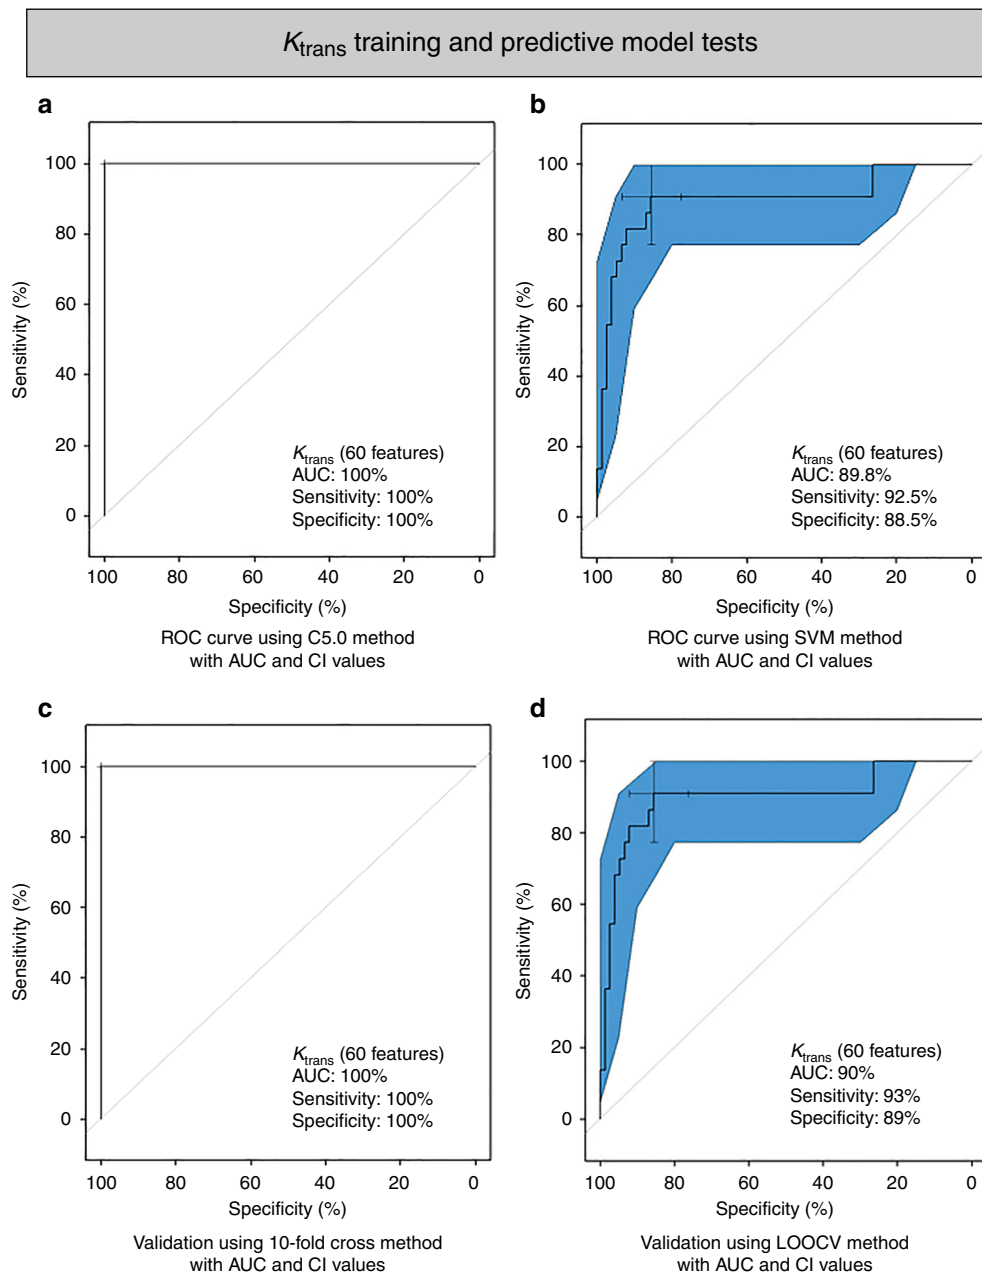 Ktrans training and predictive model tests
a
100
80
60
40
20
0
Sensitivity (%)
Ktrans (60 features)
AUC: 100%
Sensitivity: 100%
Specificity: 100%
100 80 60 40 20 0
Specificity (%)
ROC curve using C5.0 method
with AUC and CI values
b
100
80
60
40
20
0
Sensitivity (%)
Ktrans (60 features)
AUC: 89.8%
Sensitivity: 92.5%
Specificity: 88.5%
100 80 60 40 20 0
Specificity (%)
ROC curve using SVM method
with AUC and CI values
c
100
80
60
40
20
0
Sensitivity (%)
Ktrans (60 features)
AUC: 100%
Sensitivity: 100%
Specificity: 100%
100 80 60 40 20 0
Specificity (%)
Validation using 10-fold cross method
with AUC and CI values
d
100
80
60
40
20
0
Sensitivity (%)
Ktrans (60 features)
AUC: 90%
Sensitivity: 93%
Specificity: 89%
100 80 60 40 20 0
Specificity (%)
Validation using LOOCV method
with AUC and CI values